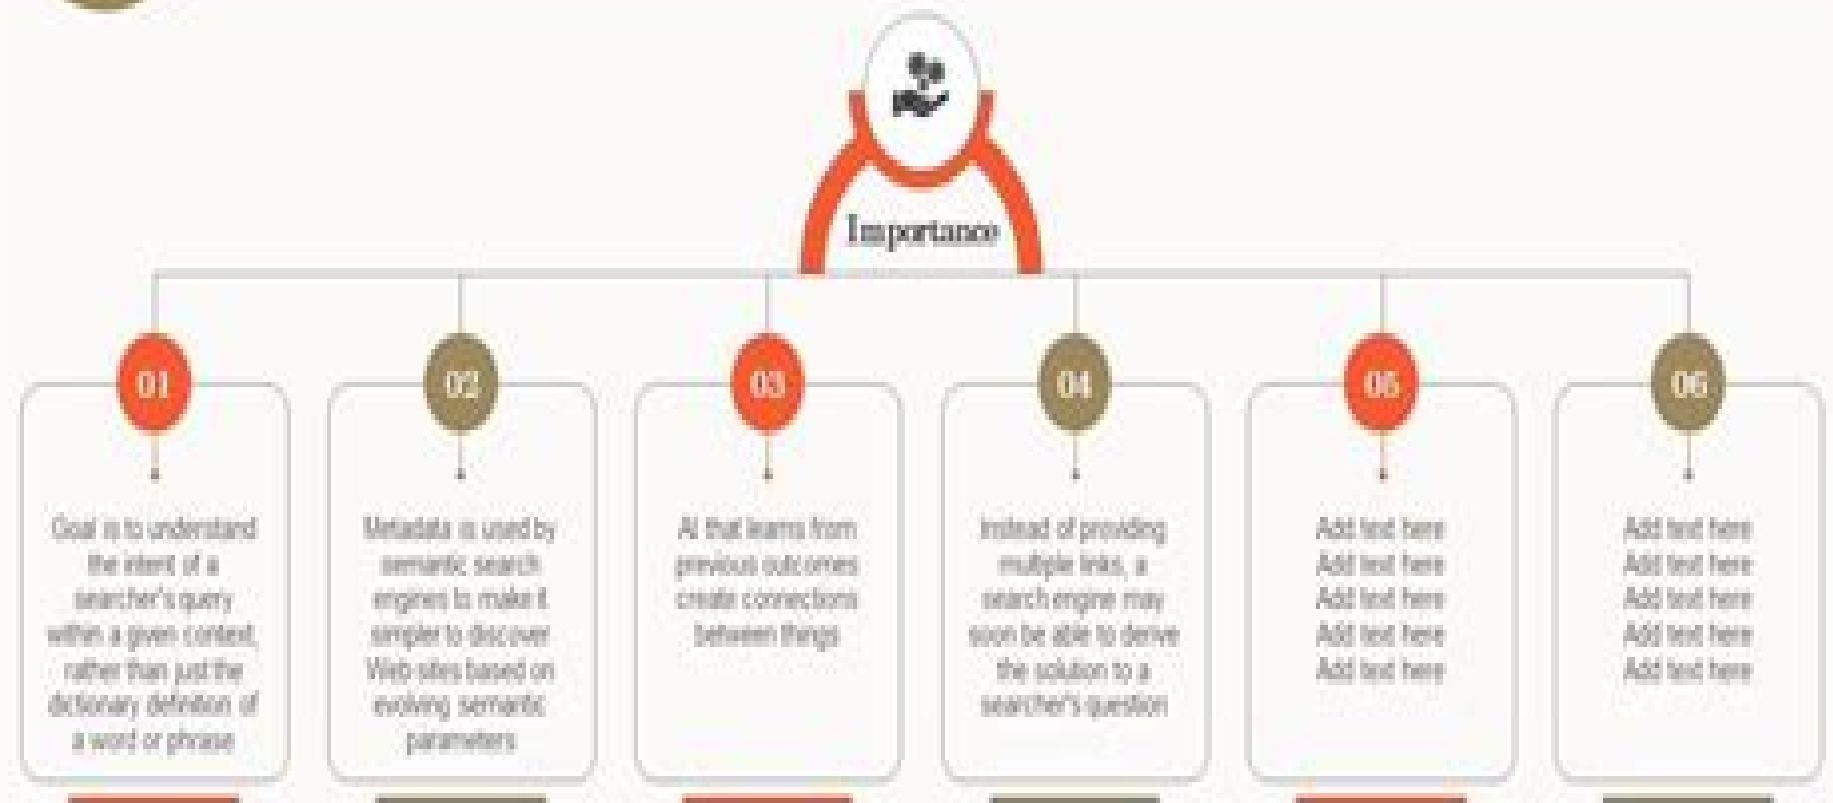 Importance
01
Goal is to understand
the intent of a
searcher's query
within a given context,
rather than just the
dictionary definition of
a word or phrase
02
Metadata is used by
semantic search
engines to make it
simpler to discover
Web sites based on
evolving semantic
parameters
03
AI that learns from
previous outcomes
create connections
between things
04
Instead of providing
multiple links, a
search engine may
soon be able to derive
the solution to a
searcher's question
05
Add text here
Add text here
Add text here
Add text here
Add text here
06
Add text here
Add text here
Add text here
Add text here
Add text here